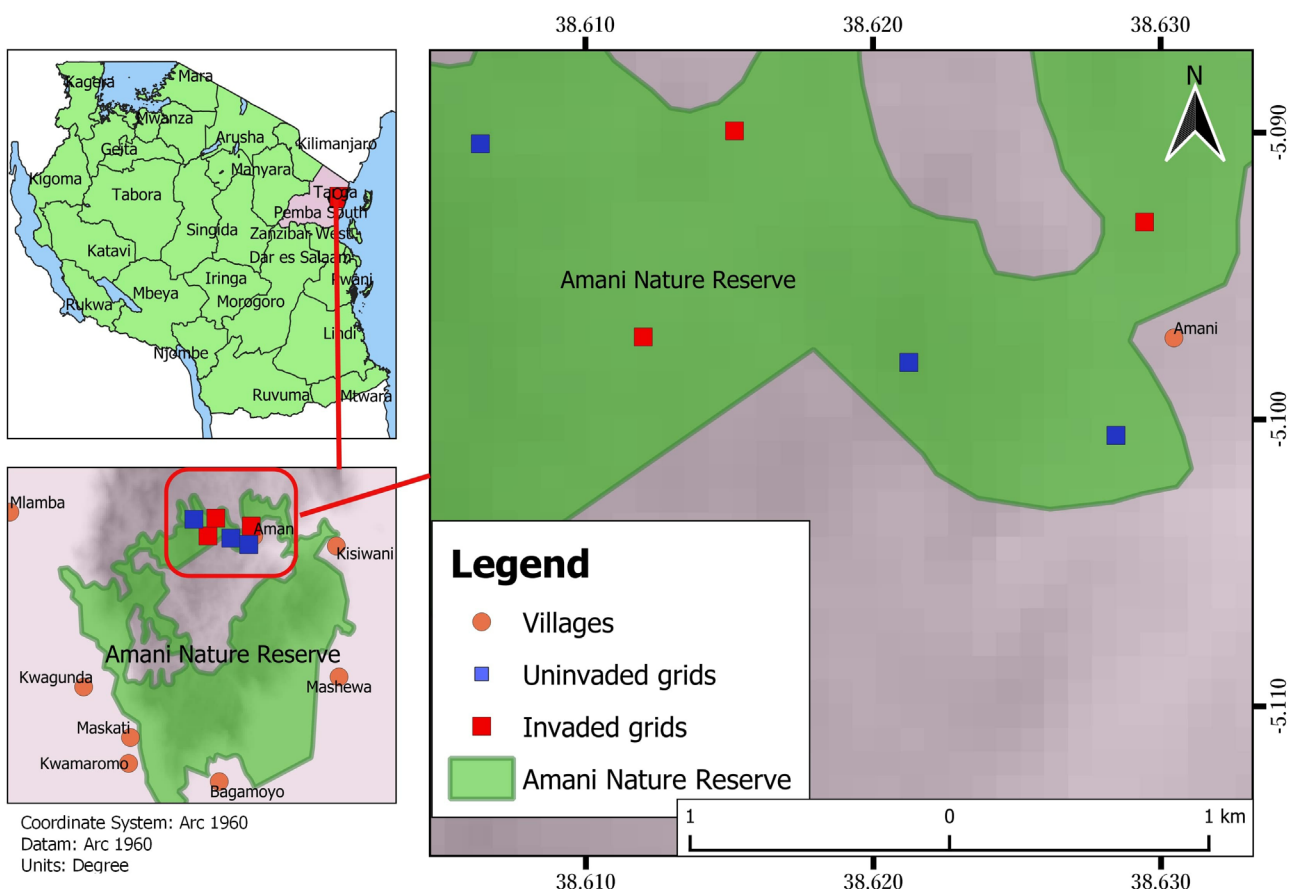 Kagera
Mara
Mwanza
Geita
Arusha
Kilimanjaro
Kigoma
Manyara
Tabora
Tanga
Pemba South
Singida
Zanzibar West
Katavi
Dar es Salaam
Iringa
Pwani
Mbeya
Morogoro
Rukwa
Lindi
Njombe
Ruvuma
Mtwara
Mlamba
Aman
Kisiwani
Amani Nature Reserve
Kwagunda
Mashewa
Maskati
Kwamaromo
Bagamoyo
Coordinate System: Arc 1960
Datam: Arc 1960
Units: Degree
38.610
38.620
38.630
N
-5.090
Amani Nature Reserve
Amani
-5.100
-5.110
Legend
Villages
Uninvaded grids
Invaded grids
Amani Nature Reserve
1 0 1 km
38.610
38.620
38.630